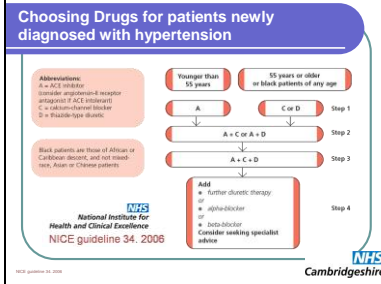 Choosing Drugs for patients newly
diagnosed with hypertension
Abbreviations:
A = ACE inhibitor
(consider angiotensin-II receptor
antagonist if ACE intolerant)
C = calcium-channel blocker
D = thiazide-type diuretic
Black patients are those of African or
Caribbean descent, and not mixed-
race, Asian or Chinese patients
Younger than
55 years
55 years or older
or black patients of any age
A
C or D
Step 1
A + C or A + D
Step 2
A + C + D
Step 3
Add
• further diuretic therapy
or
• alpha-blocker
or
• beta-blocker
Consider seeking specialist
advice
Step 4
NHS
National Institute for
Health and Clinical Excellence
NICE guideline 34. 2006
NICE guideline 34. 2006
NHS
Cambridgeshire